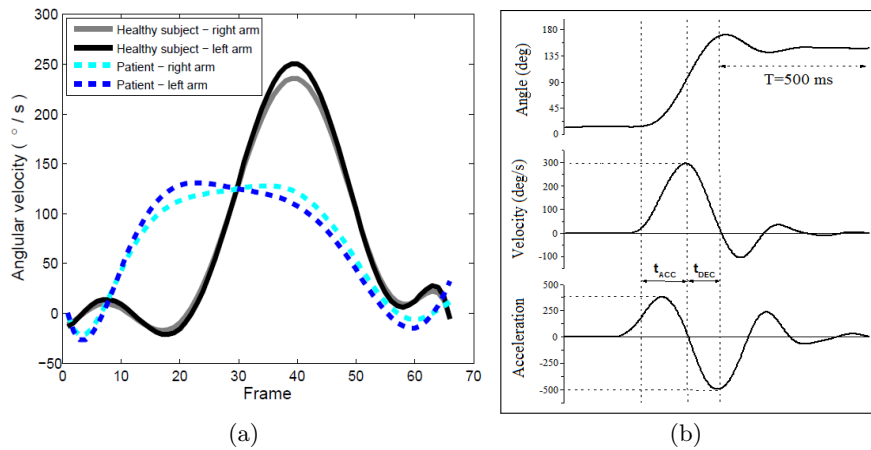 300
250
200
150
100
50
0
−50
Anglular velocity ( ° / s )
Healthy subject − right arm
Healthy subject − left arm
Patient − right arm
Patient − left arm
0 10 20 30 40 50 60 70
Frame
(a)
180
135
90
45
0
Angle (deg)
T=500 ms
300
200
100
0
-100
Velocity (deg/s)
tACC tDEC
500
250
0
-250
-500
Acceleration
(b)